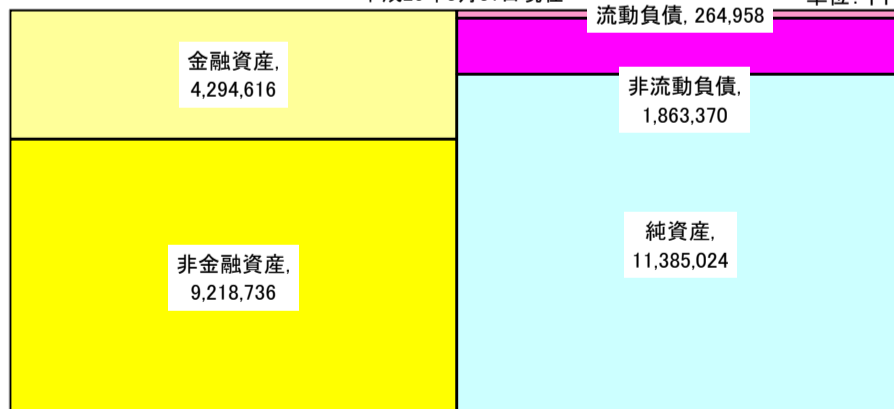 流動負債, 264,958
金融資産,
4,294,616
非流動負債,
1,863,370
純資産,
11,385,024
非金融資産,
9,218,736